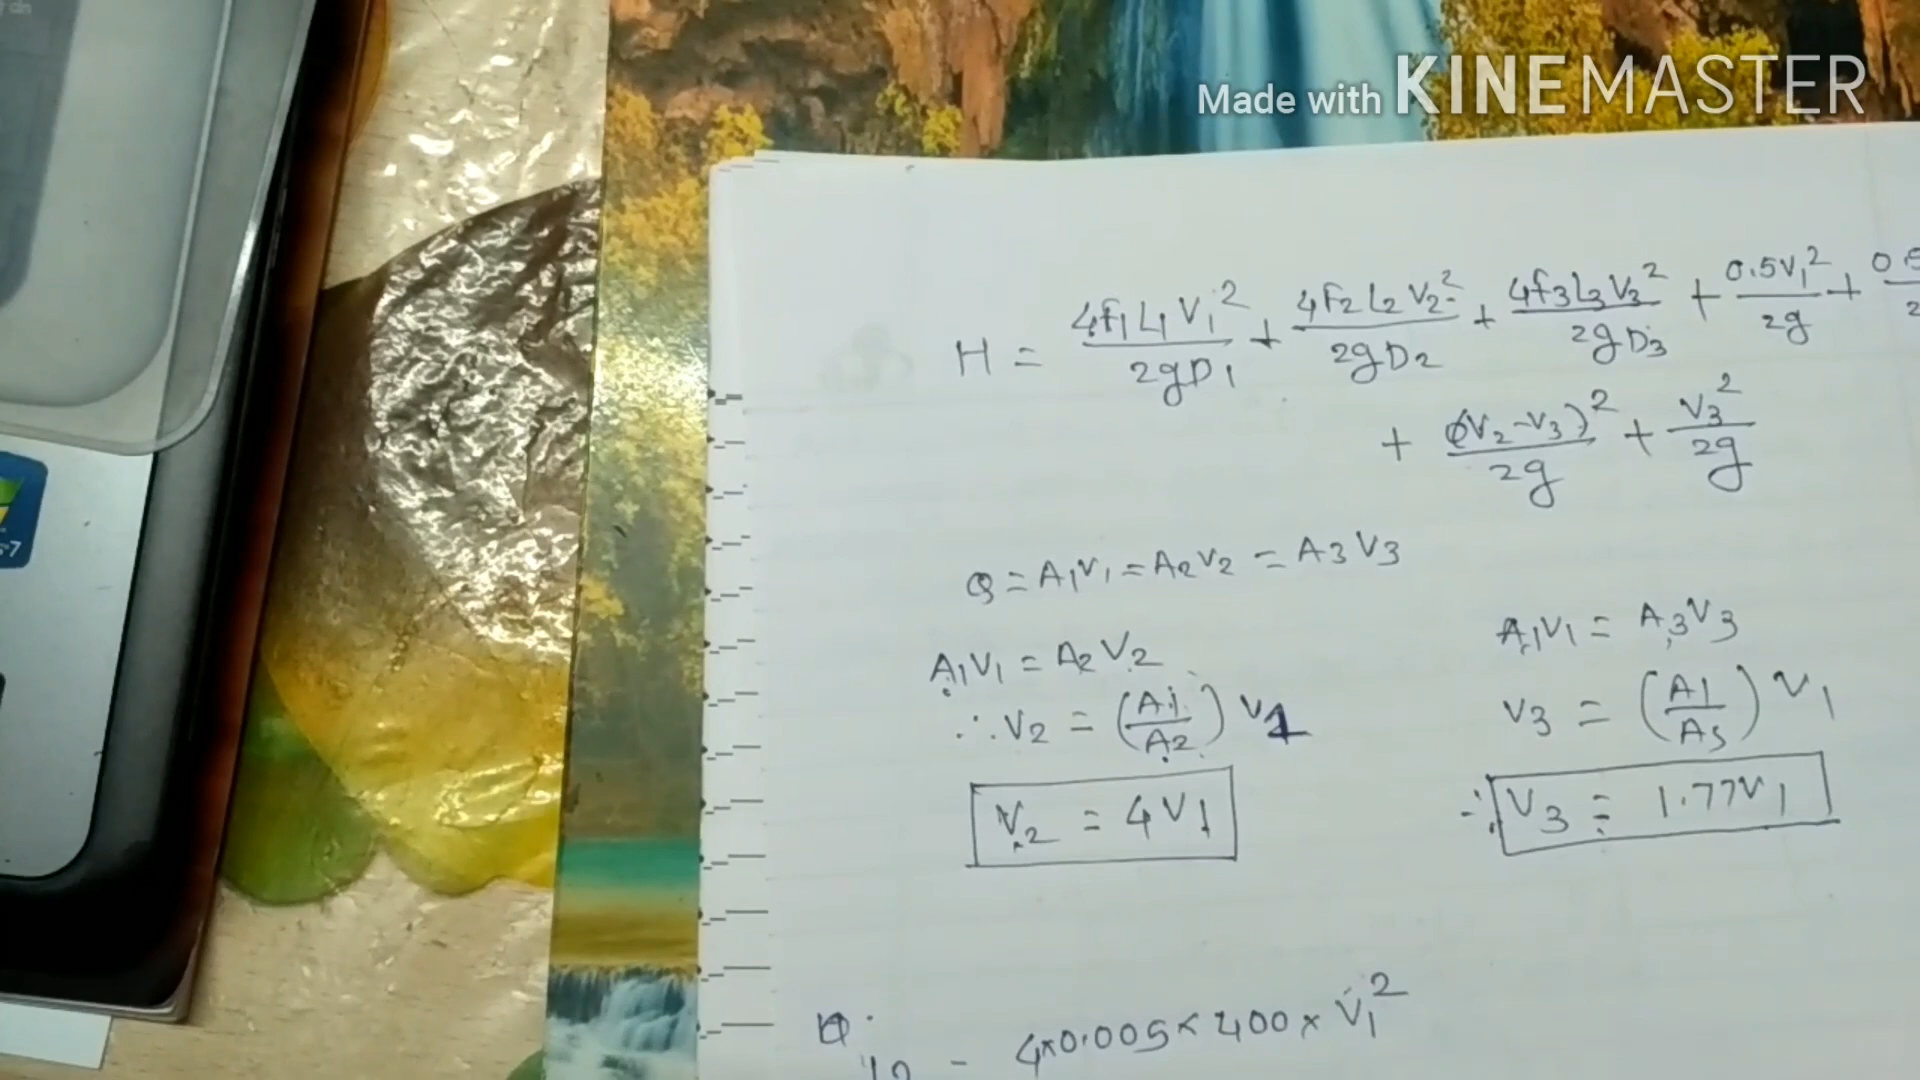 Made with KINEMASTER
H = 4f₁L₁V₁²/2gD₁ + 4F₂L₂V₂²/2gD₂ + 4f₃L₃V₃²/2gD₃ + 0.5V₁²/2g +
+ (V₂-V₃)²/2g + V₃²/2g
Q = A₁V₁ = A₂V₂ = A₃V₃
A₁V₁ = A₂V₂
∴ V₂ = (A₁/A₂) V₁
V₂ = 4V₁
A₁V₁ = A₃V₃
V₃ = (A₁/A₃) V₁
∴ V₃ = 1.77V₁
4×0.005×400×V₁²